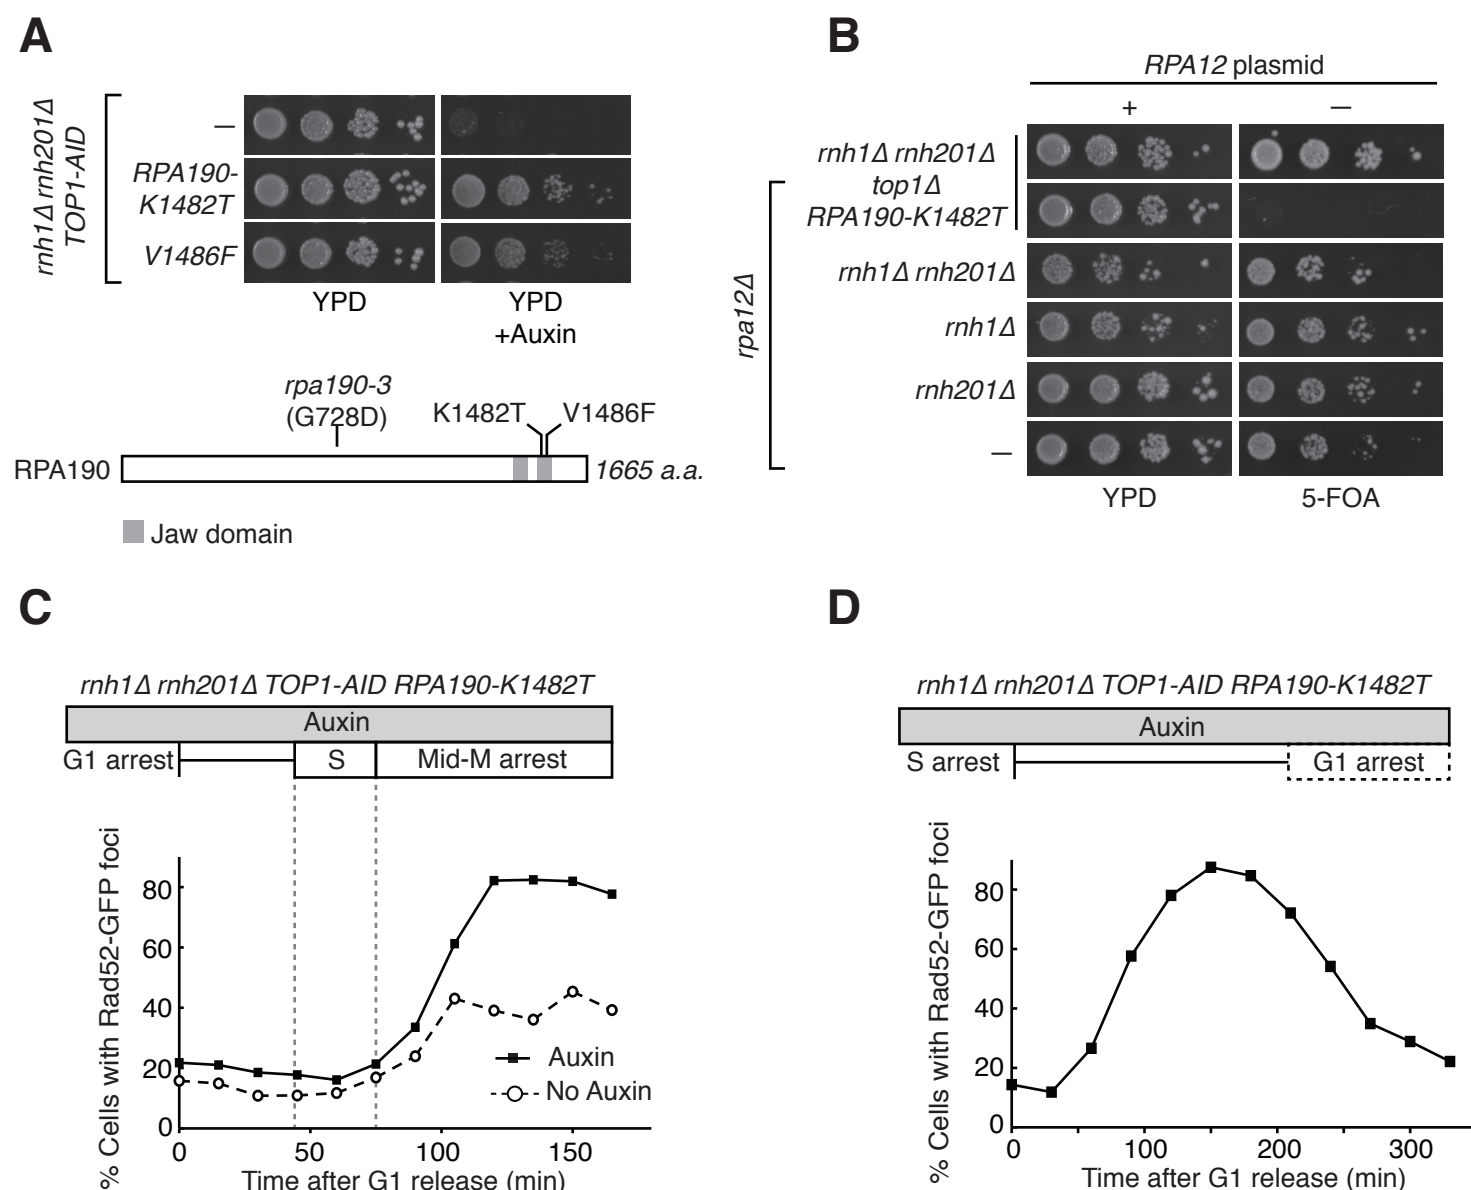 A
rnh1Δ rnh201Δ
TOP1-AID
—
RPA190-
K1482T
V1486F
YPD
YPD
+Auxin
rpa190-3
(G728D)
K1482T
V1486F
RPA190
1665 a.a.
Jaw domain
B
RPA12 plasmid
+
—
rnh1Δ rnh201Δ
top1Δ
RPA190-K1482T
rpa12Δ
rnh1Δ rnh201Δ
rnh1Δ
rnh201Δ
—
YPD
5-FOA
C
rnh1Δ rnh201Δ TOP1-AID RPA190-K1482T
Auxin
G1 arrest
S
Mid-M arrest
% Cells with Rad52-GFP foci
80
60
40
20
0
Auxin
No Auxin
0
50
100
150
Time after G1 release (min)
D
rnh1Δ rnh201Δ TOP1-AID RPA190-K1482T
Auxin
S arrest
G1 arrest
% Cells with Rad52-GFP foci
80
60
40
20
0
0
100
200
300
Time after G1 release (min)